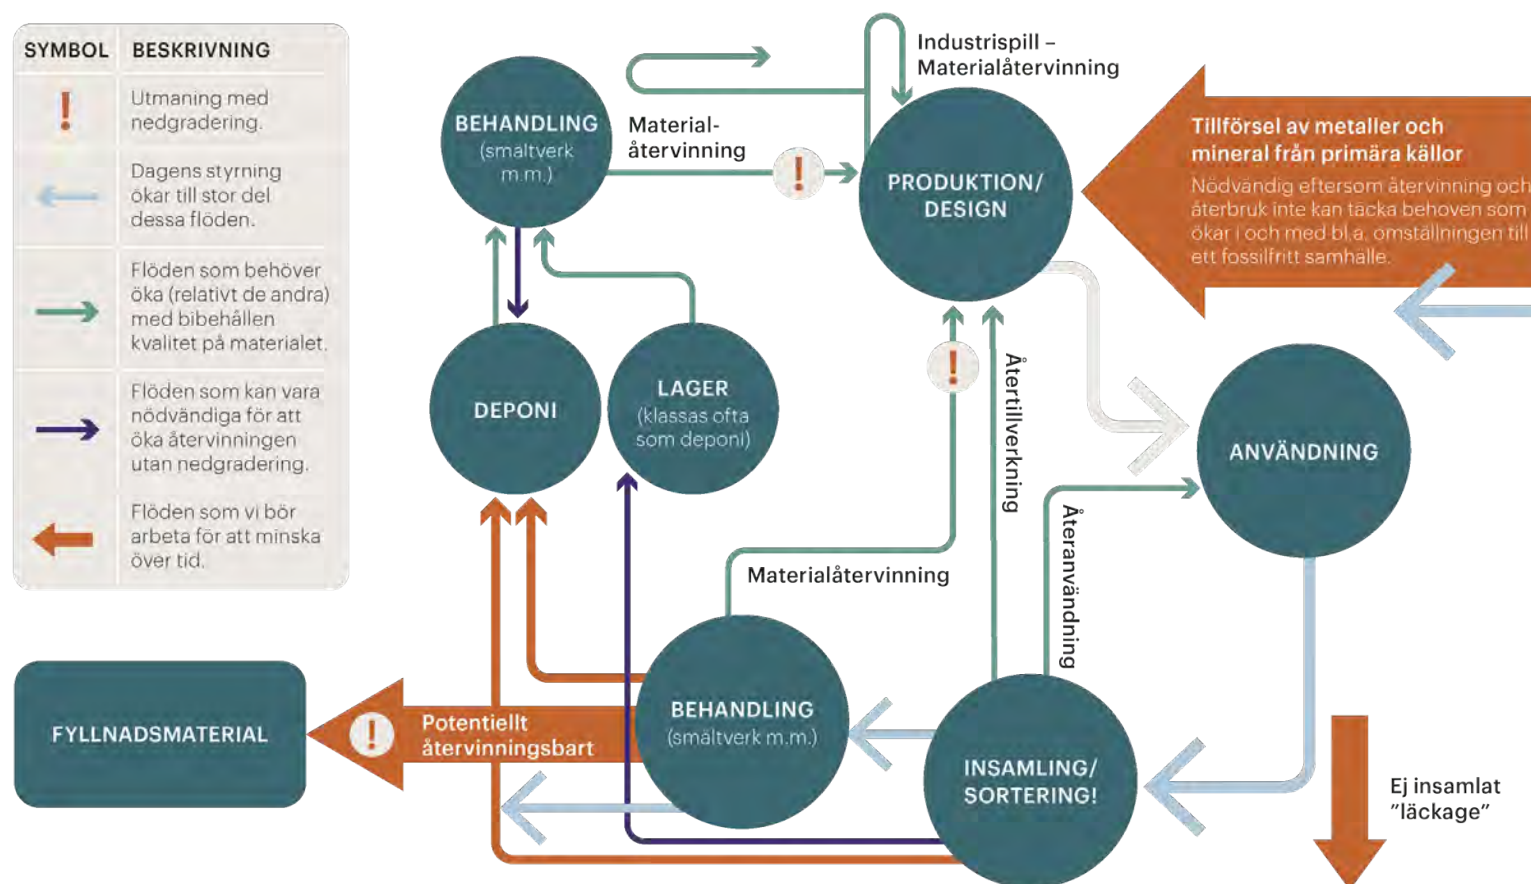 SYMBOL BESKRIVNING
!
Utmaning med
nedgradering.
Dagens styrning
ökar till stor del
dessa flöden.
Flöden som behöver
öka (relativt de andra)
med bibehållen
kvalitet på materialet.
Flöden som kan vara
nödvändiga för att
öka återvinningen
utan nedgradering.
Flöden som vi bör
arbeta för att minska
över tid.
BEHANDLING
(smältverk
m.m.)
Material-
återvinning
!
Industrispill –
Materialåtervinning
PRODUKTION/
DESIGN
Tillförsel av metaller och
mineral från primära källor
Nödvändig eftersom återvinning och
återbruk inte kan täcka behoven som
ökar i och med bl.a. omställningen till
ett fossilfritt samhälle.
DEPONI
LAGER
(klassas ofta
som deponi)
!
Återtillverkning
ANVÄNDNING
Materialåtervinning
Återanvändning
FYLLNADSMATERIAL
!
Potentiellt
återvinningsbart
BEHANDLING
(smältverk m.m.)
INSAMLING/
SORTERING!
Ej insamlat
”läckage”